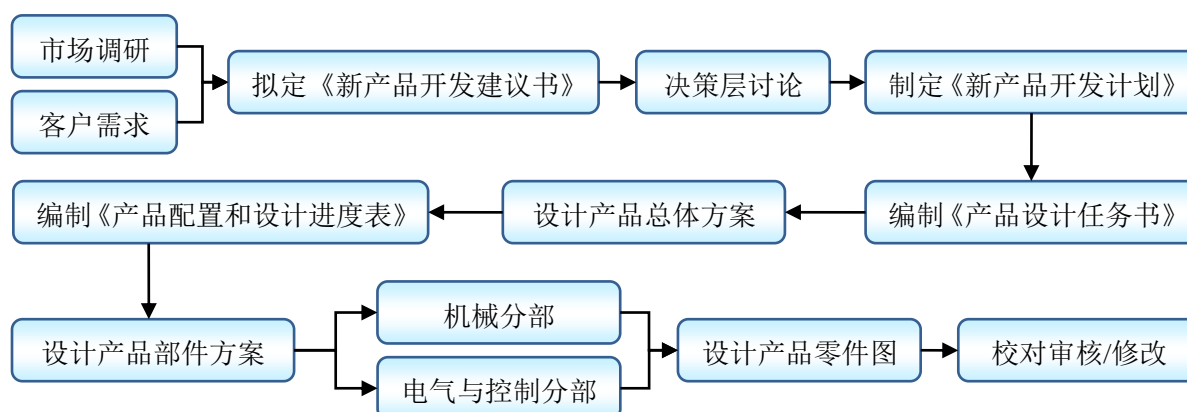 市场调研
客户需求
拟定《新产品开发建议书》
决策层讨论
制定《新产品开发计划》
编制《产品设计任务书》
设计产品总体方案
编制《产品配置和设计进度表》
设计产品部件方案
机械分部
电气与控制分部
设计产品零件图
校对审核/修改